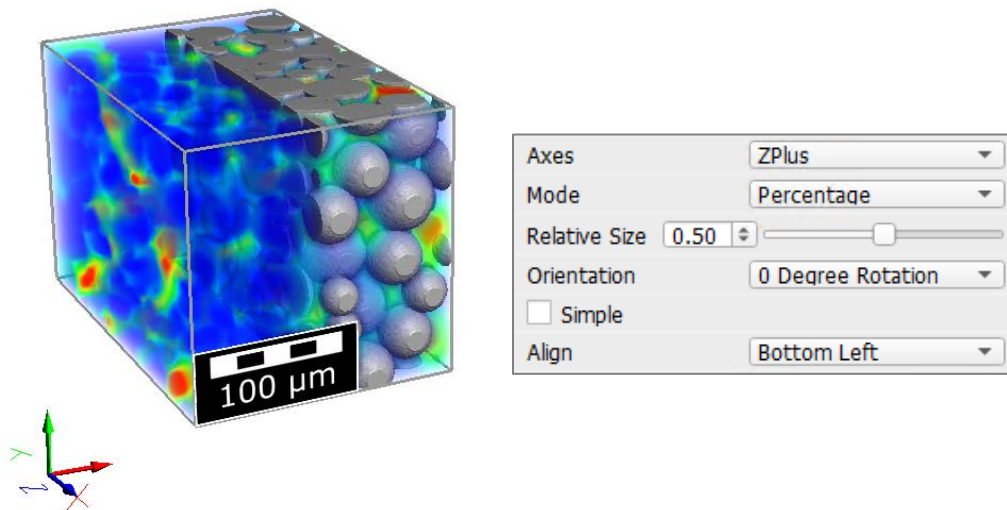 100 µm
Y
Z
X
Axes ZPlus
Mode Percentage
Relative Size 0.50
Orientation 0 Degree Rotation
Simple
Align Bottom Left